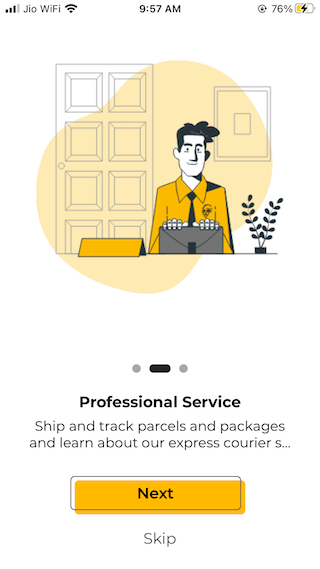 Jio WiFi 9:57 AM 76%
Professional Service
Ship and track parcels and packages
and learn about our express courier s...
Next
Skip